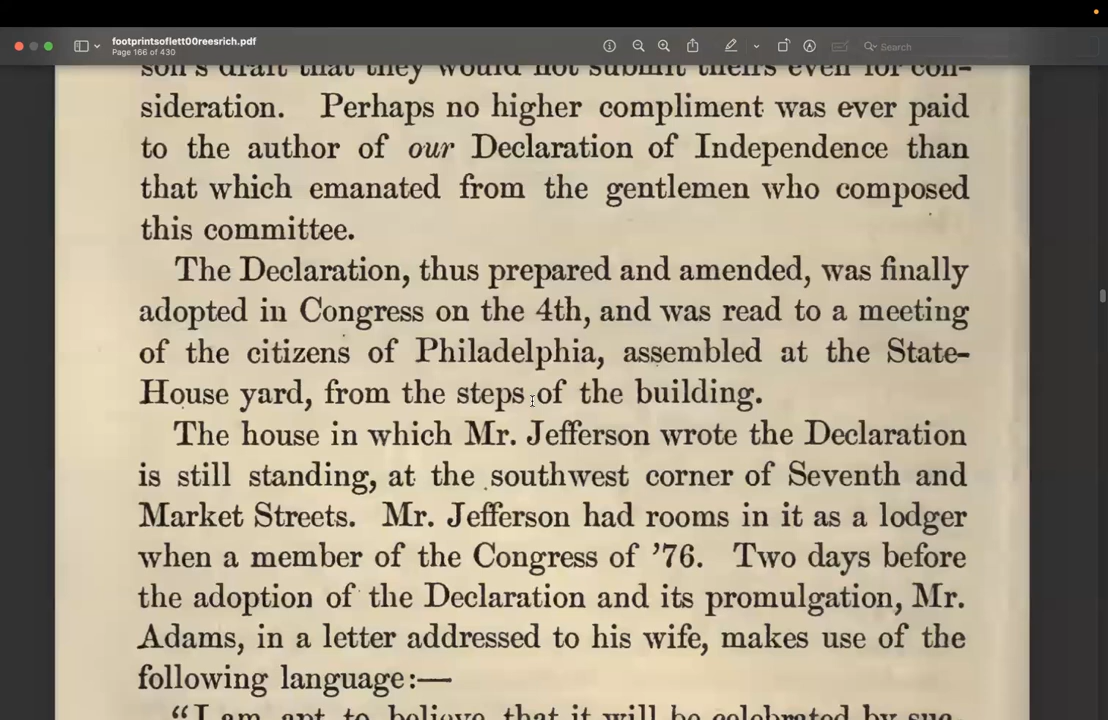 footprintsoflett00reesrich.pdf
Page 166 of 430
Search
son's draft that they would not submit theirs even for con-
sideration. Perhaps no higher compliment was ever paid
to the author of our Declaration of Independence than
that which emanated from the gentlemen who composed
this committee.
The Declaration, thus prepared and amended, was finally
adopted in Congress on the 4th, and was read to a meeting
of the citizens of Philadelphia, assembled at the State-
House yard, from the steps of the building.
The house in which Mr. Jefferson wrote the Declaration
is still standing, at the southwest corner of Seventh and
Market Streets. Mr. Jefferson had rooms in it as a lodger
when a member of the Congress of ’76. Two days before
the adoption of the Declaration and its promulgation, Mr.
Adams, in a letter addressed to his wife, makes use of the
following language:—
“I am apt to believe that it will be celebrated by suc-